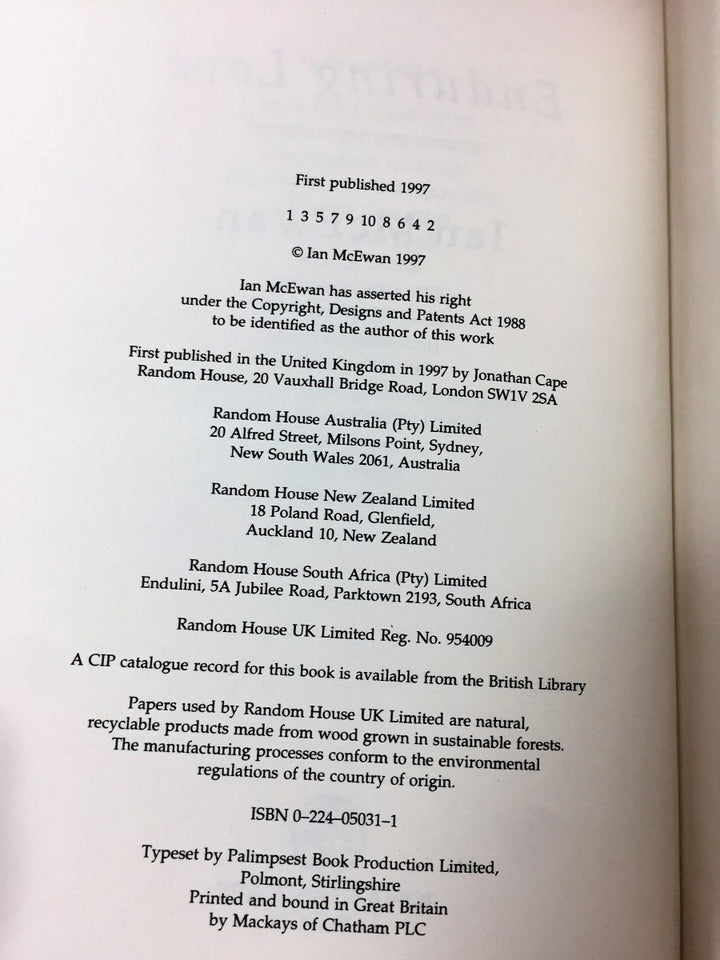 First published 1997
1 3 5 7 9 10 8 6 4 2
© Ian McEwan 1997
Ian McEwan has asserted his right
under the Copyright, Designs and Patents Act 1988
to be identified as the author of this work
First published in the United Kingdom in 1997 by Jonathan Cape
Random House, 20 Vauxhall Bridge Road, London SW1V 2SA
Random House Australia (Pty) Limited
20 Alfred Street, Milsons Point, Sydney,
New South Wales 2061, Australia
Random House New Zealand Limited
18 Poland Road, Glenfield,
Auckland 10, New Zealand
Random House South Africa (Pty) Limited
Endulini, 5A Jubilee Road, Parktown 2193, South Africa
Random House UK Limited Reg. No. 954009
A CIP catalogue record for this book is available from the British Library
Papers used by Random House UK Limited are natural,
recyclable products made from wood grown in sustainable forests.
The manufacturing processes conform to the environmental
regulations of the country of origin.
ISBN 0–224–05031–1
Typeset by Palimpsest Book Production Limited,
Polmont, Stirlingshire
Printed and bound in Great Britain
by Mackays of Chatham PLC